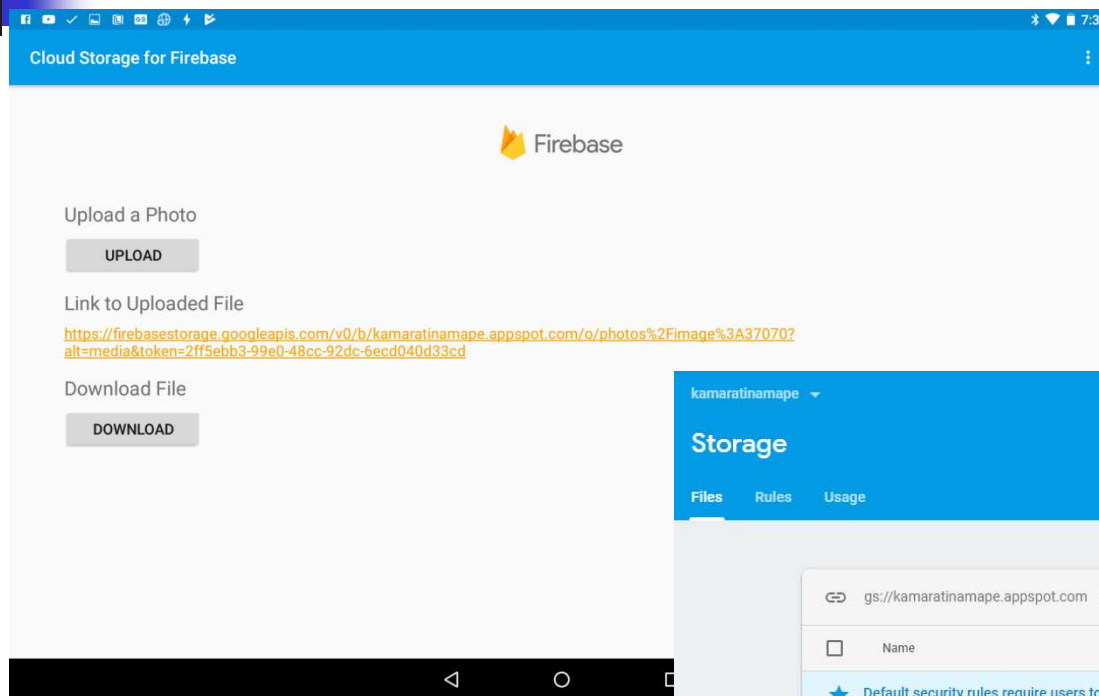 7:3
Cloud Storage for Firebase
Firebase
Upload a Photo
UPLOAD
Link to Uploaded File
https://firebasestorage.googleapis.com/v0/b/kamaratinamape.appspot.com/o/photos%2Fimage%3A37070?
alt=media&token=2ff5ebb3-99e0-48cc-92dc-6ecd040d33cd
Download File
DOWNLOAD
kamaratinamape
Storage
Files Rules Usage
gs://kamaratinamape.appspot.com
Name
Default security rules require users to